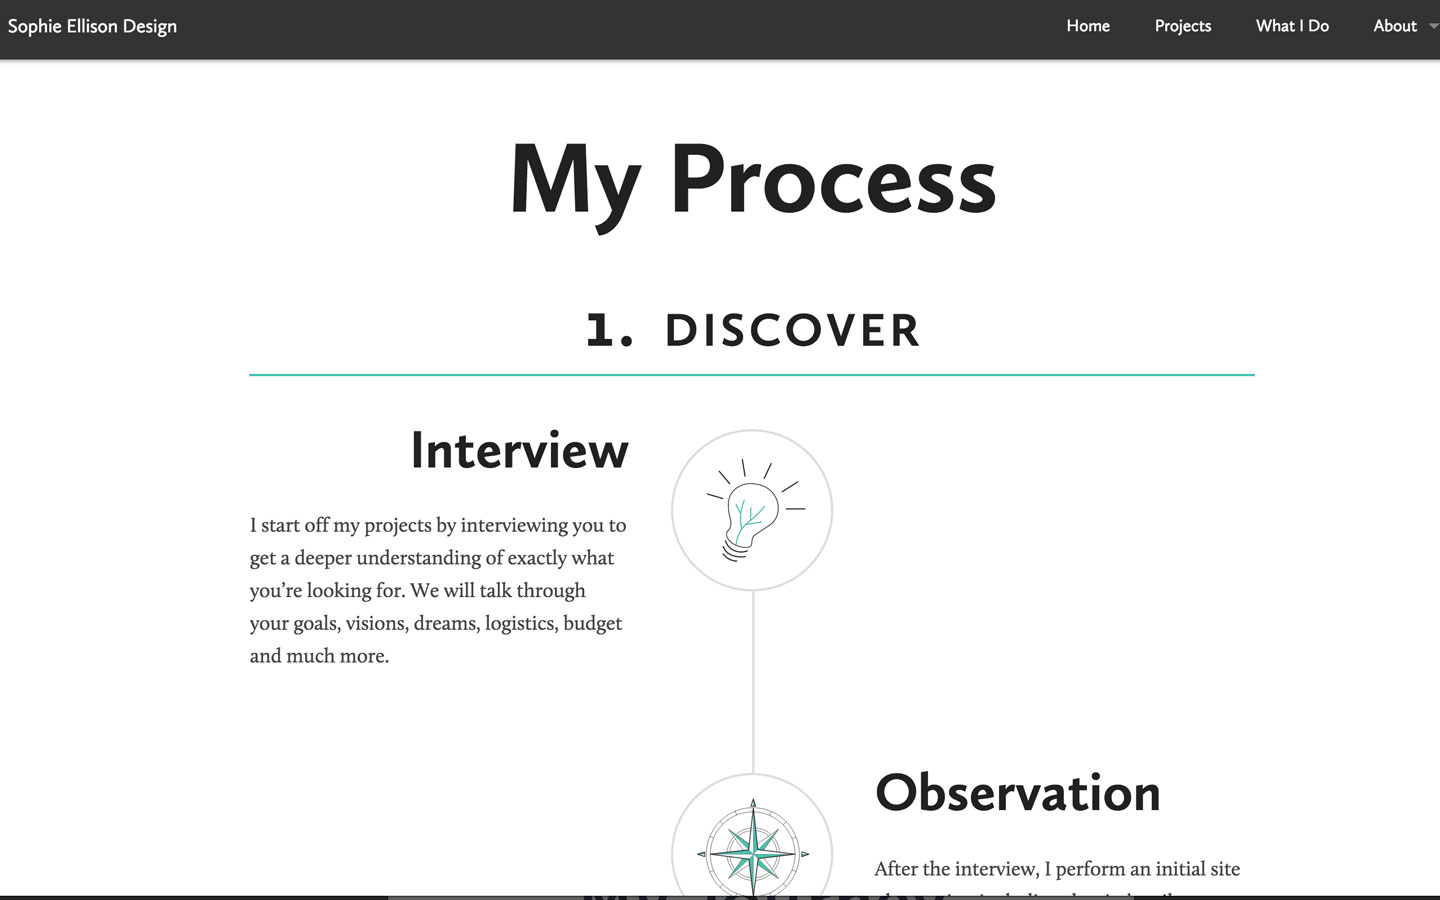 Sophie Ellison Design
Home Projects What I Do About
My Process
1. DISCOVER
Interview
I start off my projects by interviewing you to
get a deeper understanding of exactly what
you're looking for. We will talk through
your goals, visions, dreams, logistics, budget
and much more.
Observation
After the interview, I perform an initial site